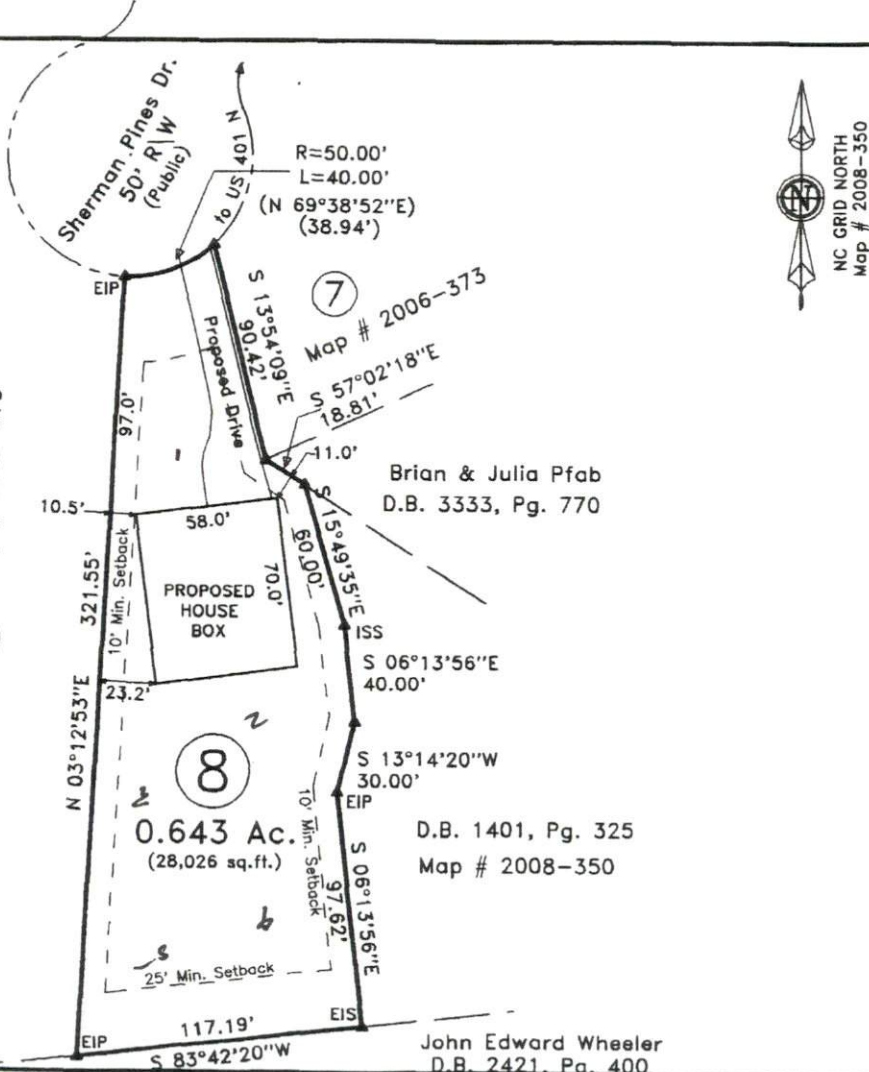 Sherman Pines Dr.
50' R\W
(Public)
to US 401 N
R=50.00'
L=40.00'
(N 69°38'52"E)
(38.94')
NC GRID NORTH
Map # 2008-350
N
EIP
7
Map # 2006-373
S 13°54'09"E
90.42'
Proposed Drive
S 57°02'18"E
18.81'
11.0'
97.0'
1
Brian & Julia Pfab
D.B. 3333, Pg. 770
10.5'
58.0'
S 15°49'35"E
60.00'
321.55'
N 03°12'53"E
10' Min. Setback
PROPOSED
HOUSE
BOX
70.0'
ISS
S 06°13'56"E
40.00'
23.2'
2
8
S 13°14'20"W
30.00'
EIP
0.643 Ac.
(28,026 sq.ft.)
10' Min. Setback
D.B. 1401, Pg. 325
Map # 2008-350
S 06°13'56"E
97.62'
25' Min. Setback
EIS
EIP
117.19'
S 83°42'20"W
John Edward Wheeler
D.B. 2421, Pg. 400